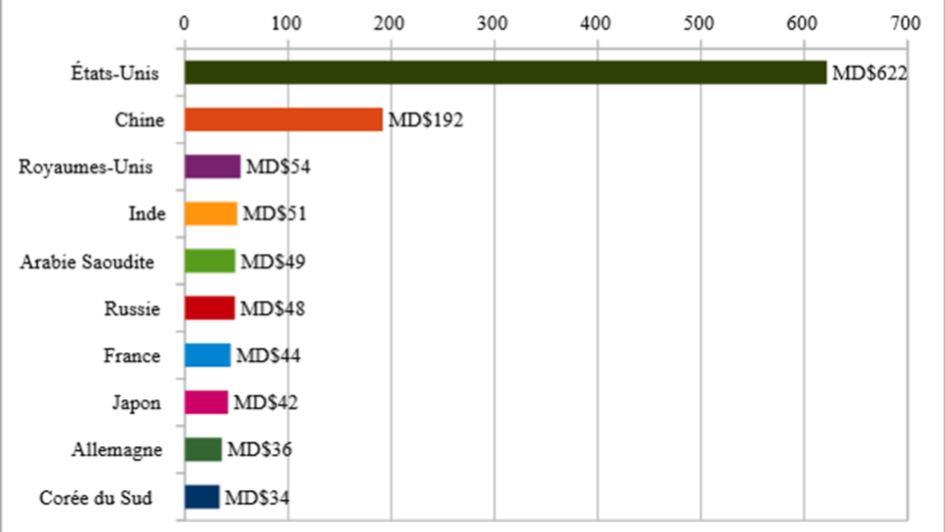 0 100 200 300 400 500 600 700
États-Unis MD$622
Chine MD$192
Royaumes-Unis MD$54
Inde MD$51
Arabie Saoudite MD$49
Russie MD$48
France MD$44
Japon MD$42
Allemagne MD$36
Corée du Sud MD$34